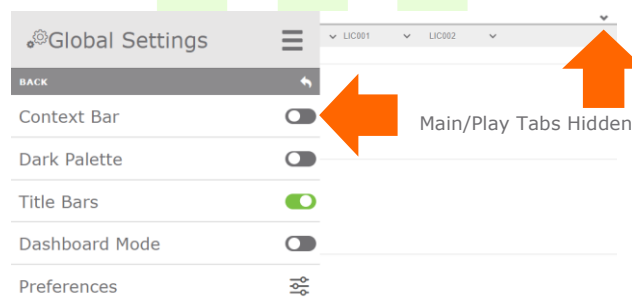 Global Settings
LIC001 LIC002
BACK
Context Bar
Main/Play Tabs Hidden
Dark Palette
Title Bars
Dashboard Mode
Preferences